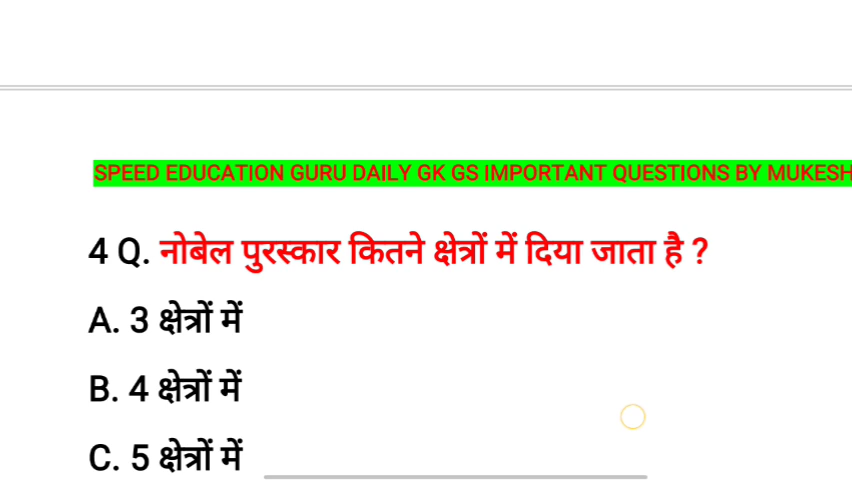 SPEED EDUCATION GURU DAILY GK GS IMPORTANT QUESTIONS BY MUKESH
4 Q. नोबेल पुरस्कार कितने क्षेत्रों में दिया जाता है ?
A. 3 क्षेत्रों में
B. 4 क्षेत्रों में
C. 5 क्षेत्रों में